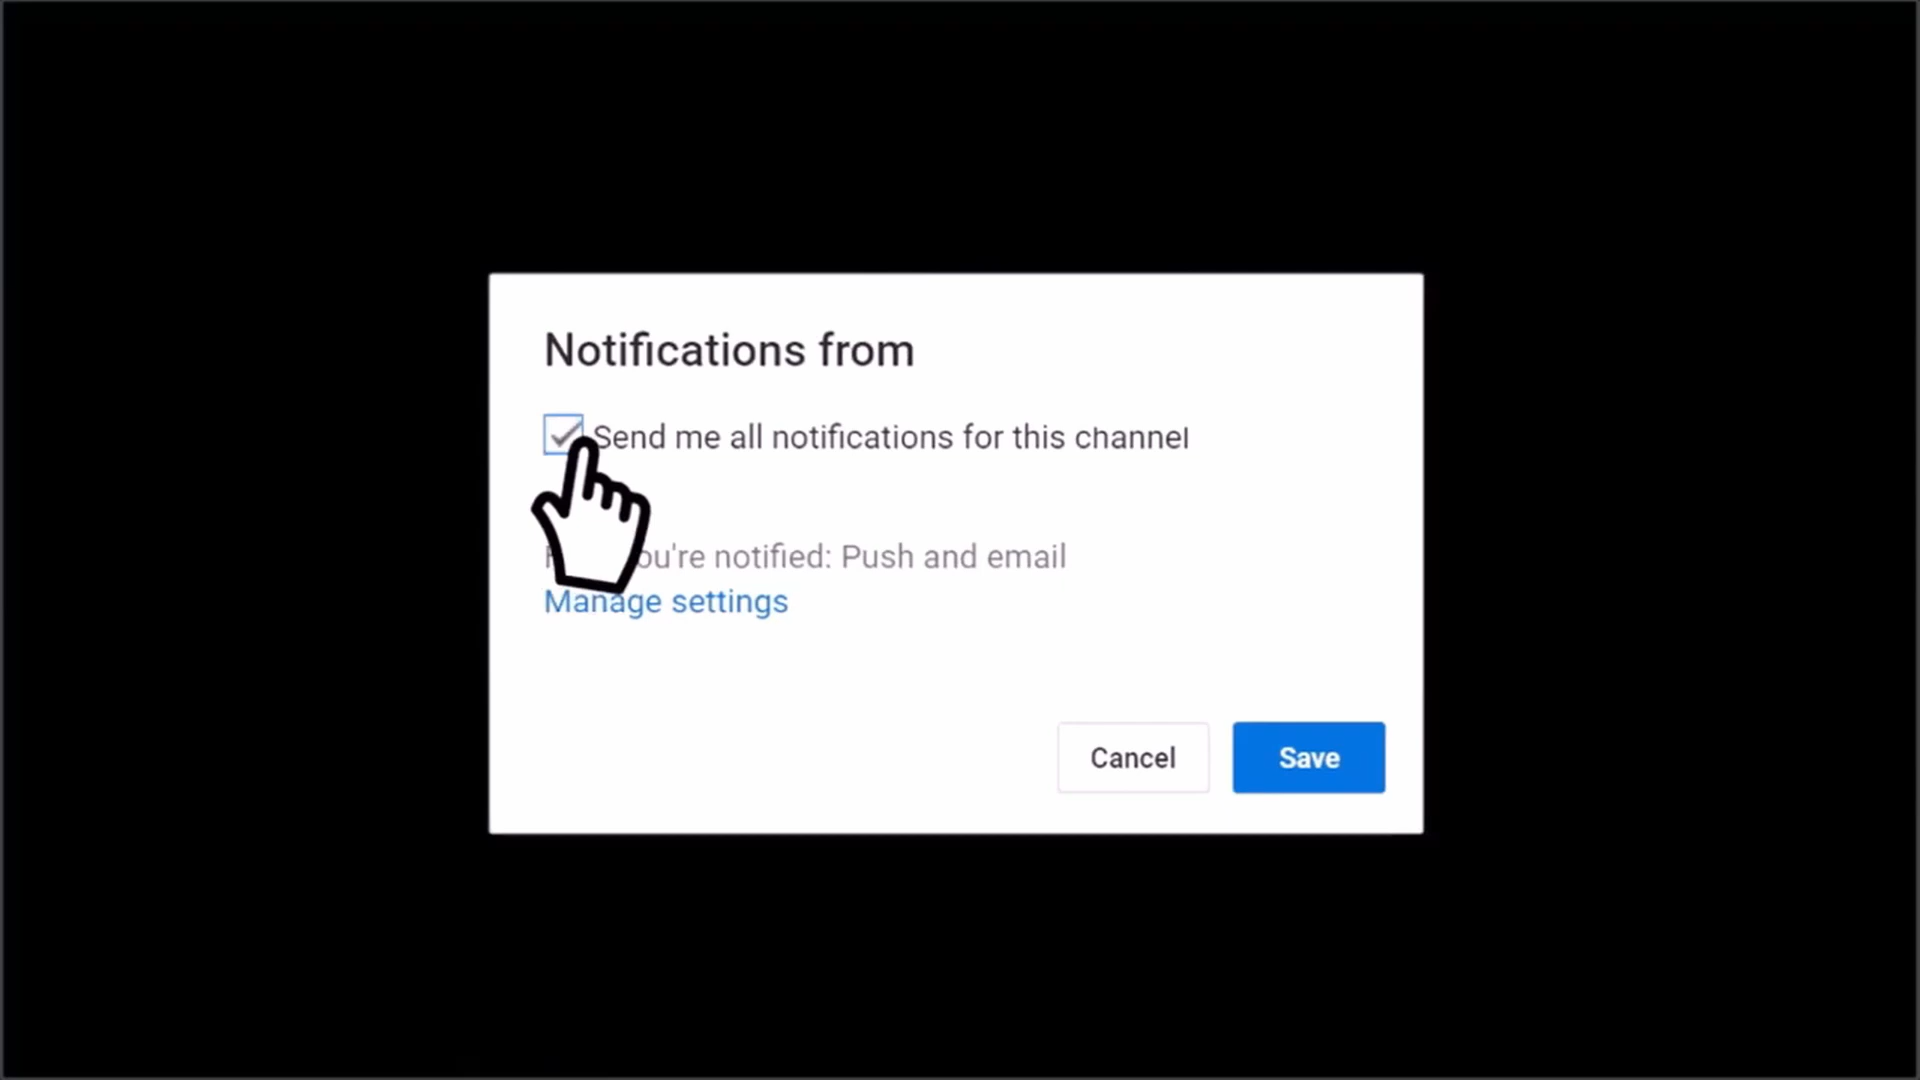 Notifications from
Send me all notifications for this channel
ou're notified: Push and email
Manage settings
Cancel
Save